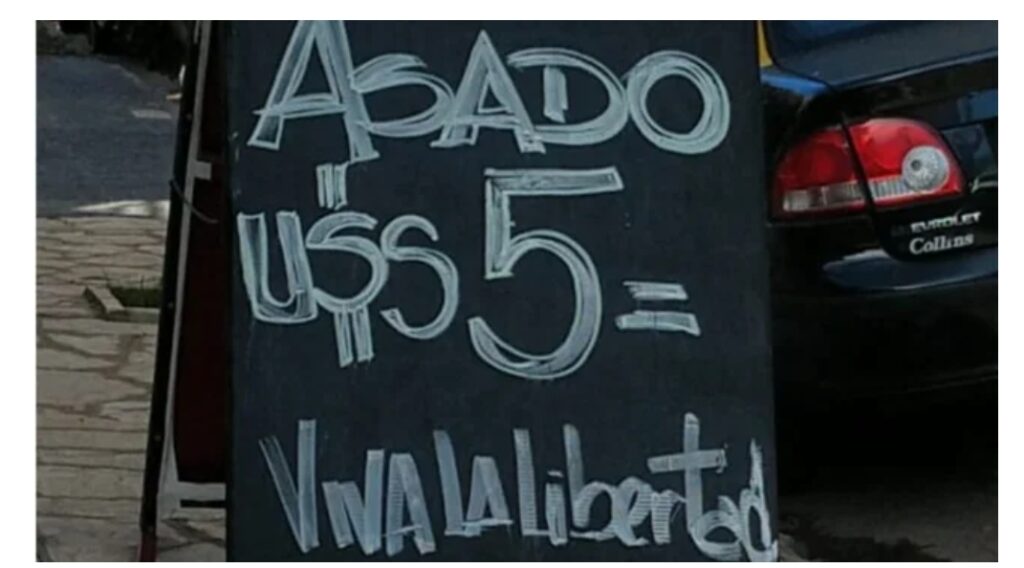 ASADO
U$S 5=
VIVA LA Libertad
CHEVROLET
Collins